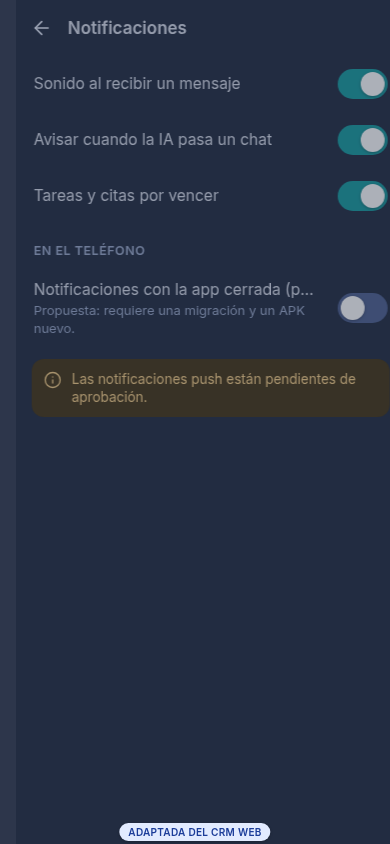 Notificaciones
Sonido al recibir un mensaje
Avisar cuando la IA pasa un chat
Tareas y citas por vencer
EN EL TELÉFONO
Notificaciones con la app cerrada (p...
Propuesta: requiere una migración y un APK
nuevo.
Las notificaciones push están pendientes de
aprobación.
ADAPTADA DEL CRM WEB